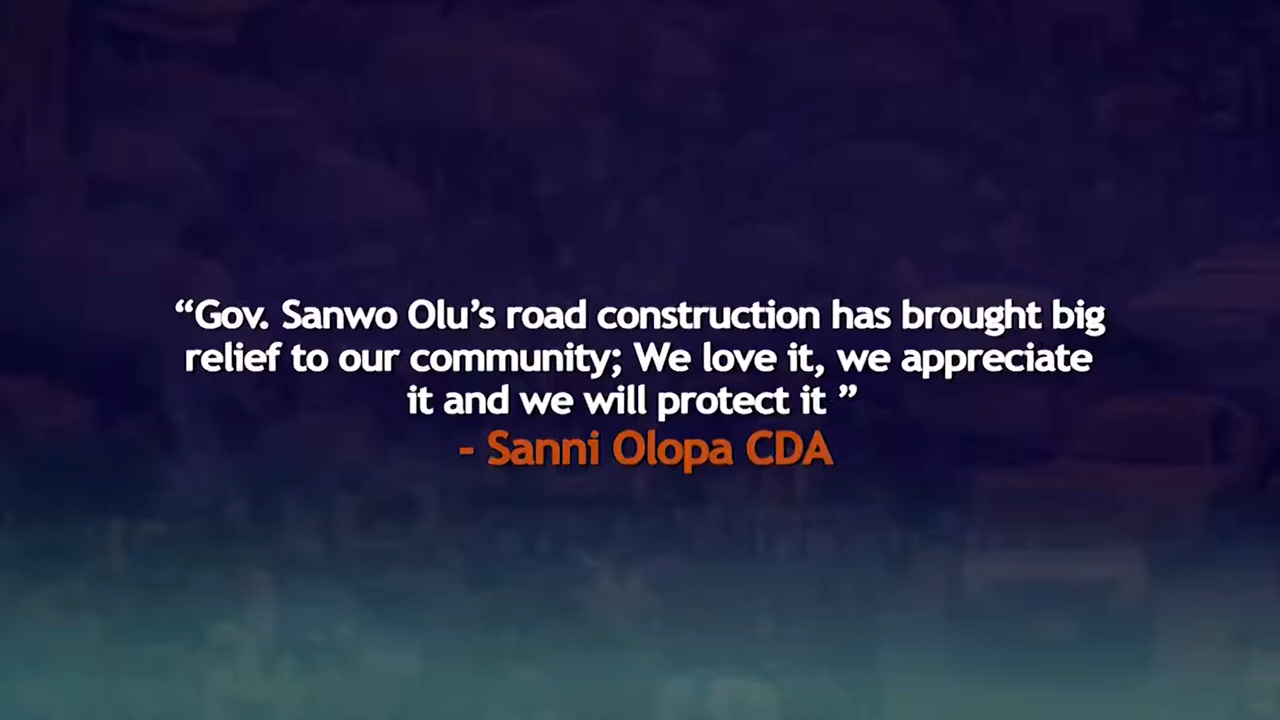 “Gov. Sanwo Olu’s road construction has brought big
relief to our community; We love it, we appreciate
it and we will protect it ”
- Sanni Olopa CDA